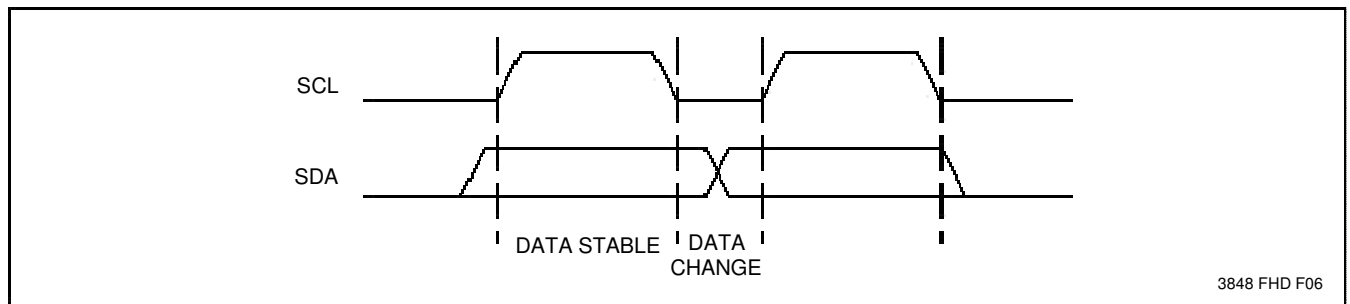 SCL
SDA
DATA STABLE
DATA
CHANGE
3848 FHD F06